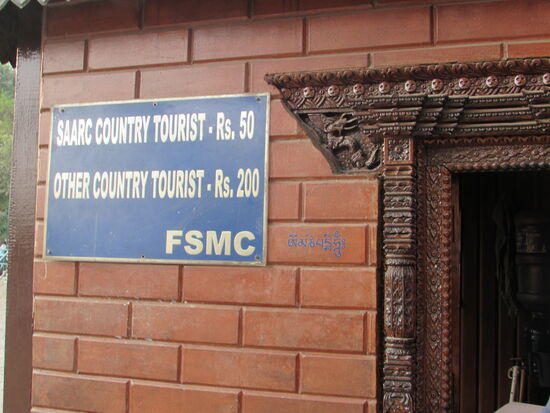 SAARC COUNTRY TOURIST - Rs. 50
OTHER COUNTRY TOURIST - Rs. 200
FSMC